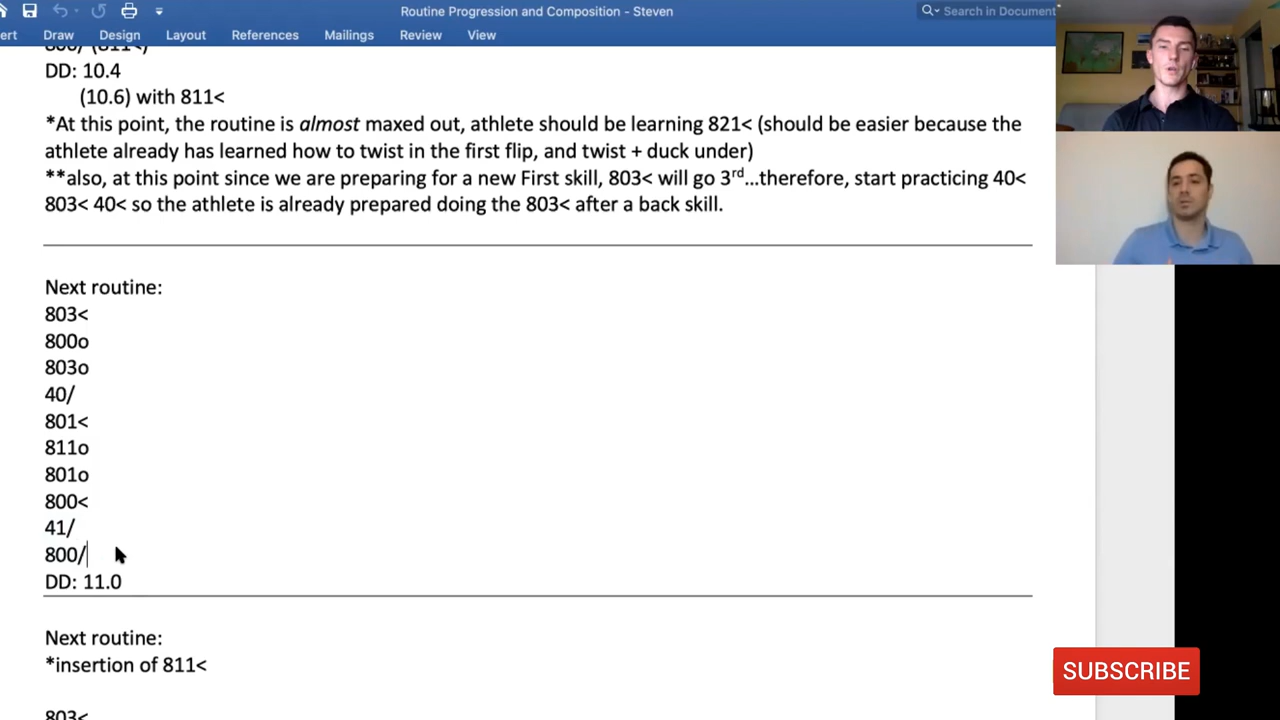 Routine Progression and Composition - Steven
Search in Document
ert Draw Design Layout References Mailings Review View
800/ (811<)
DD: 10.4
(10.6) with 811<
*At this point, the routine is almost maxed out, athlete should be learning 821< (should be easier because the
athlete already has learned how to twist in the first flip, and twist + duck under)
**also, at this point since we are preparing for a new First skill, 803< will go 3rd…therefore, start practicing 40<
803< 40< so the athlete is already prepared doing the 803< after a back skill.
Next routine:
803<
800o
803o
40/
801<
811o
801o
800<
41/
800/
DD: 11.0
Next routine:
*insertion of 811<
803<
SUBSCRIBE